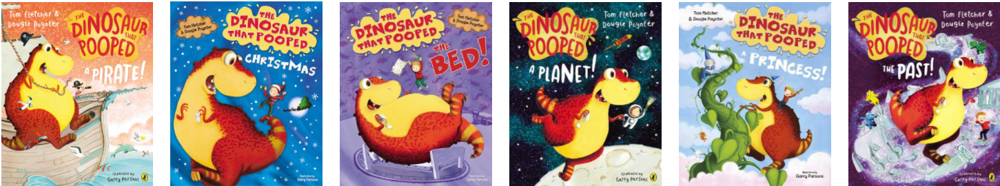 Tom Fletcher &
Dougie Poynter
THE
DINOSAUR
THAT
POOPED
A PIRATE!
Illustrated by
Garry Parsons
Tom Fletcher
& Dougie Poynter
THE
DINOSAUR
THAT POOPED
CHRISTMAS
Illustrated by
Garry Parsons
THE
DINOSAUR
THAT POOPED
Tom Fletcher
& Dougie Poynter
THE
BED!
Illustrated by
Garry Parsons
THE
DINOSAUR
THAT
POOPED
Tom Fletcher &
Dougie Poynter
A PLANET!
Illustrated by
Garry Parsons
Tom Fletcher
& Dougie Poynter
THE
DINOSAUR
THAT POOPED
A
PRINCESS!
Illustrated by
Garry Parsons
THE
DINOSAUR
THAT
POOPED
Tom Fletcher &
Dougie Poynter
THE PAST!
Illustrated by
Garry Parsons